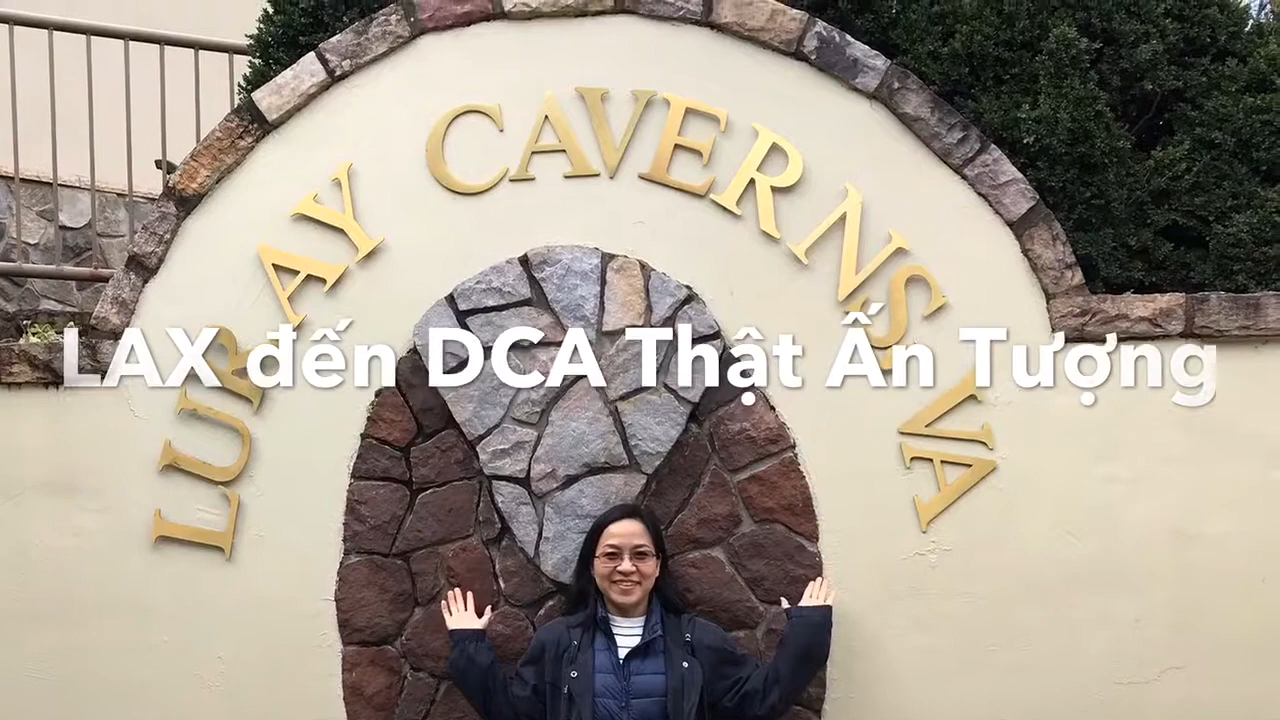 LURAY CAVERNS, VA
LAX đến DCA Thật Ấn Tượng